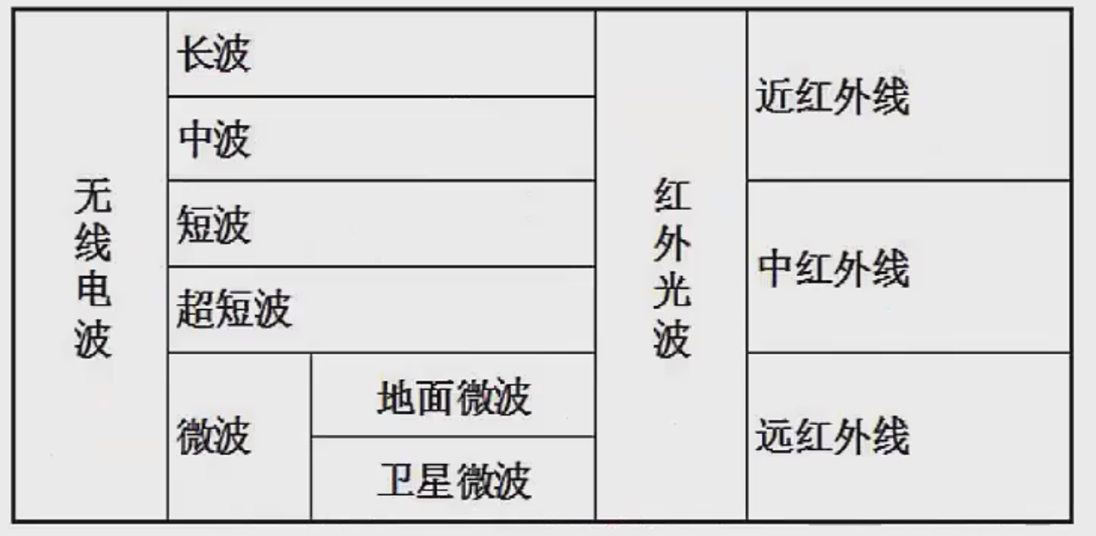 无线电波
长波
中波
短波
超短波
微波
地面微波
卫星微波
红外光波
近红外线
中红外线
远红外线